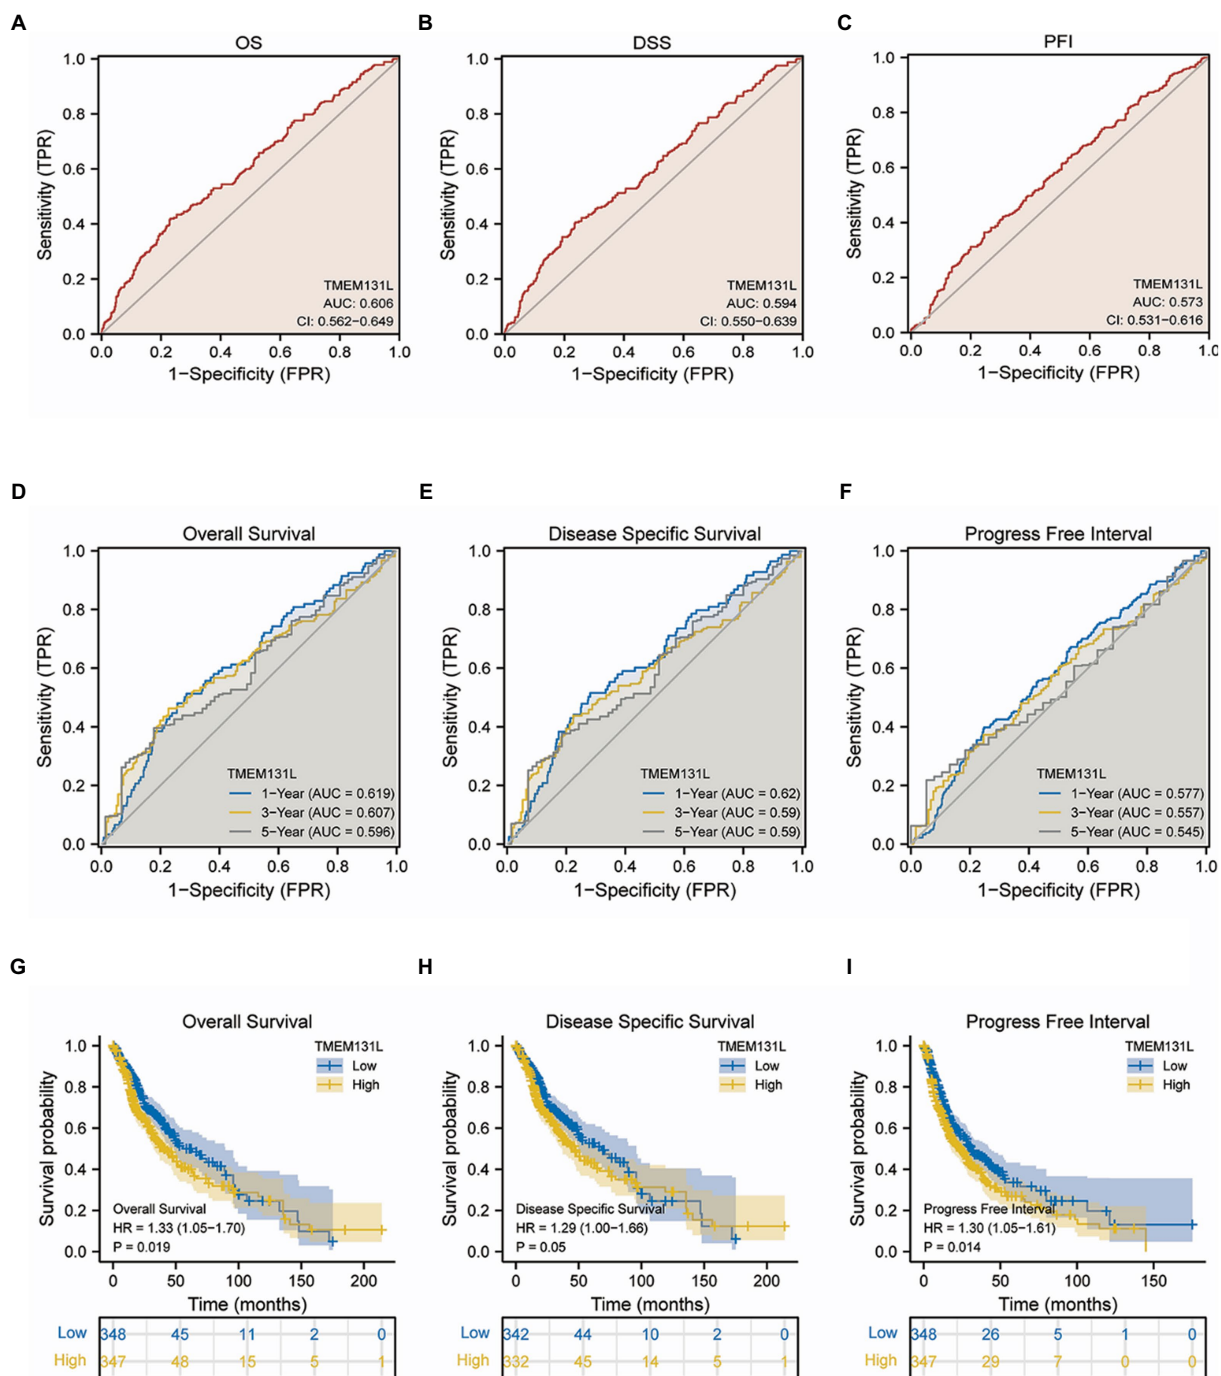 A
B
C
OS
DSS
PFI
Sensitivity (TPR)
1.0
0.8
0.6
0.4
0.2
0.0
TMEM131L
AUC: 0.606
CI: 0.562−0.649
0.0 0.2 0.4 0.6 0.8 1.0
1−Specificity (FPR)
Sensitivity (TPR)
1.0
0.8
0.6
0.4
0.2
0.0
TMEM131L
AUC: 0.594
CI: 0.550−0.639
0.0 0.2 0.4 0.6 0.8 1.0
1−Specificity (FPR)
Sensitivity (TPR)
1.0
0.8
0.6
0.4
0.2
0.0
TMEM131L
AUC: 0.573
CI: 0.531−0.616
0.0 0.2 0.4 0.6 0.8 1.0
1−Specificity (FPR)
D
E
F
Overall Survival
Sensitivity (TPR)
1.0
0.8
0.6
0.4
0.2
0.0
TMEM131L
1-Year (AUC = 0.619)
3-Year (AUC = 0.607)
5-Year (AUC = 0.596)
0.0 0.2 0.4 0.6 0.8 1.0
1−Specificity (FPR)
Disease Specific Survival
Sensitivity (TPR)
1.0
0.8
0.6
0.4
0.2
0.0
TMEM131L
1-Year (AUC = 0.62)
3-Year (AUC = 0.59)
5-Year (AUC = 0.59)
0.0 0.2 0.4 0.6 0.8 1.0
1−Specificity (FPR)
Progress Free Interval
Sensitivity (TPR)
1.0
0.8
0.6
0.4
0.2
0.0
TMEM131L
1-Year (AUC = 0.577)
3-Year (AUC = 0.557)
5-Year (AUC = 0.545)
0.0 0.2 0.4 0.6 0.8 1.0
1−Specificity (FPR)
G
H
I
Overall Survival
TMEM131L
Low
High
Survival probability
1.0
0.8
0.6
0.4
0.2
0.0
Overall Survival
HR = 1.33 (1.05−1.70)
P = 0.019
0 50 100 150 200
Time (months)
Low 348 45 11 2 0
High 347 48 15 5 1
Disease Specific Survival
TMEM131L
Low
High
Survival probability
1.0
0.8
0.6
0.4
0.2
0.0
Disease Specific Survival
HR = 1.29 (1.00−1.66)
P = 0.05
0 50 100 150 200
Time (months)
Low 342 44 10 2 0
High 332 45 14 5 1
Progress Free Interval
TMEM131L
Low
High
Survival probability
1.0
0.8
0.6
0.4
0.2
0.0
Progress Free Interval
HR = 1.30 (1.05−1.61)
P = 0.014
0 50 100 150
Time (months)
Low 348 26 5 1 0
High 347 29 7 0 0